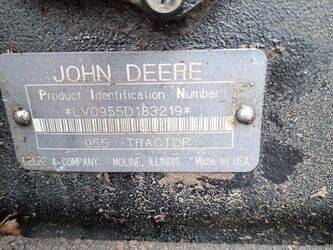 JOHN DEERE
Product Identification Number
*LV0955D183219*
955 TRACTOR
DEERE & COMPANY MOLINE, ILLINOIS Made In USA